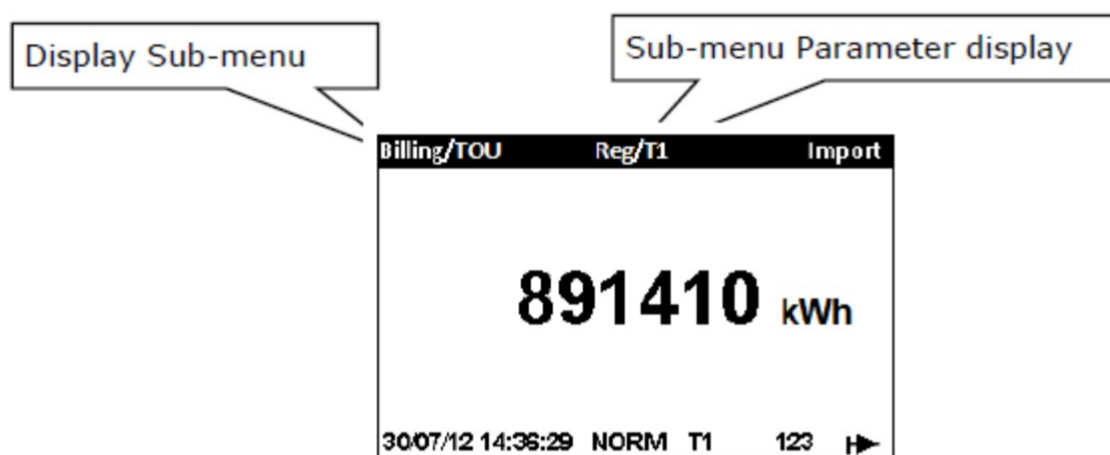 Display Sub-menu
Sub-menu Parameter display
Billing/TOU Reg/T1 Import
891410 kWh
30/07/12 14:36:29 NORM T1 123